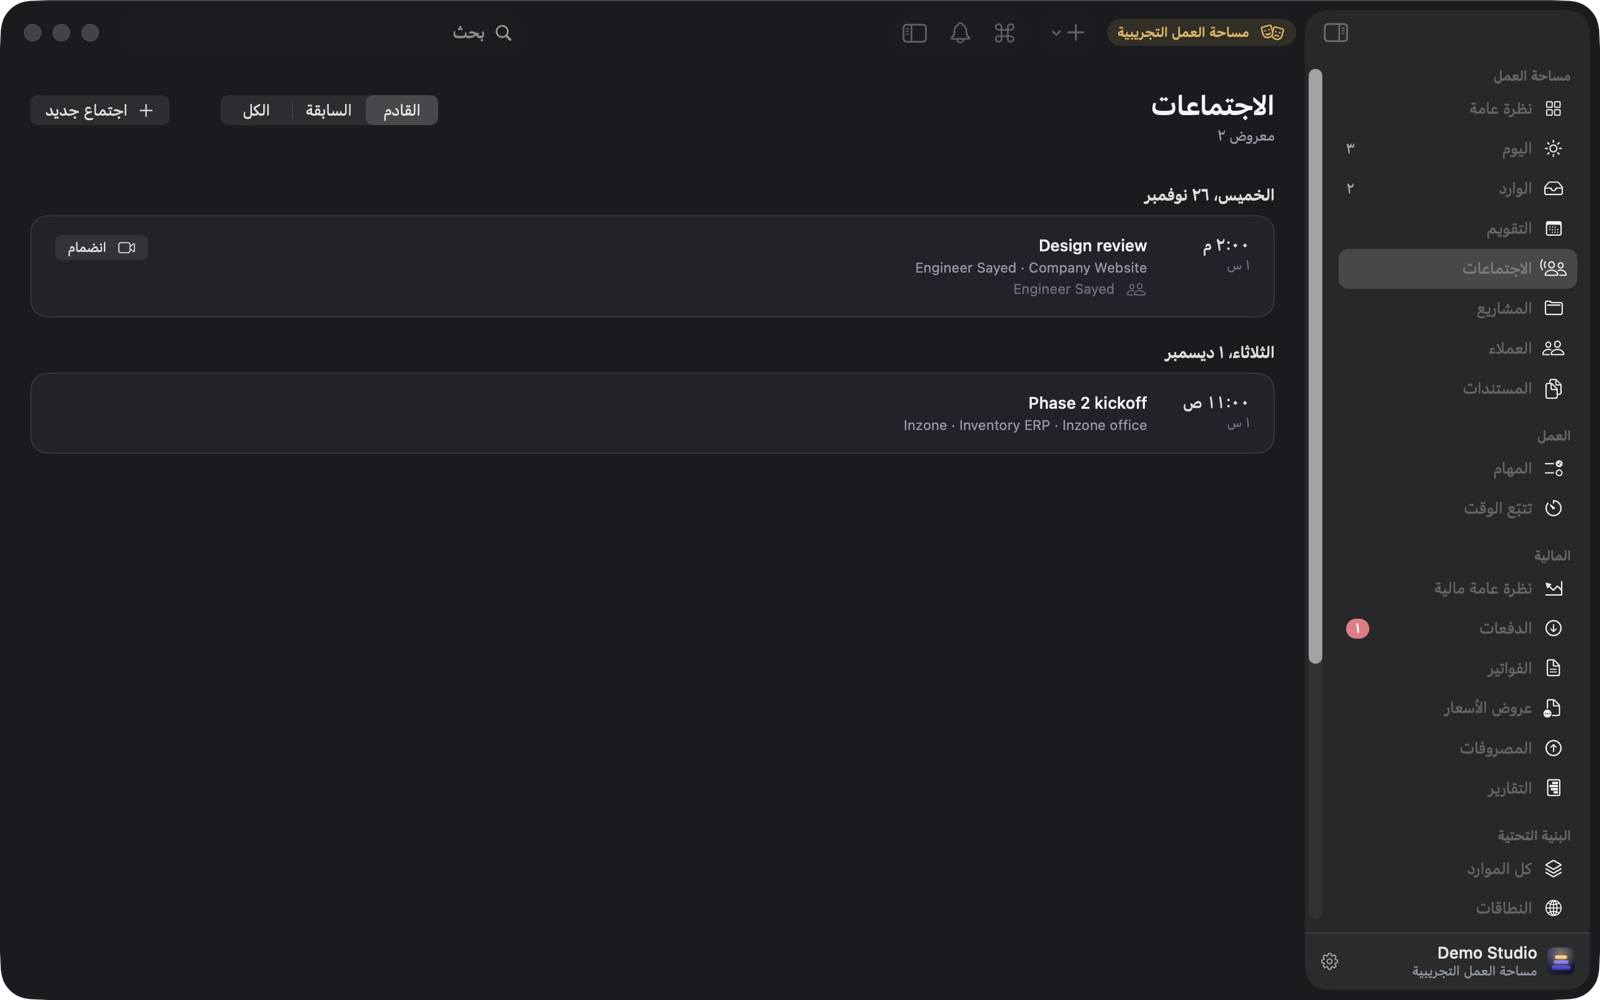 مساحة العمل التجريبية
بحث
مساحة العمل
نظرة عامة
اليوم ٣
الوارد ٢
التقويم
الاجتماعات
المشاريع
العملاء
المستندات
العمل
المهام
تتبّع الوقت
المالية
نظرة عامة مالية
الدفعات ١
الفواتير
عروض الأسعار
المصروفات
التقارير
البنية التحتية
كل الموارد
النطاقات
Demo Studio
مساحة العمل التجريبية
الاجتماعات
معروض ٢
القادم السابقة الكل
اجتماع جديد
الخميس، ٢٦ نوفمبر
٢:٠٠ م Design review انضمام
١ س Engineer Sayed · Company Website
Engineer Sayed
الثلاثاء، ١ ديسمبر
١١:٠٠ ص Phase 2 kickoff
١ س Inzone · Inventory ERP · Inzone office